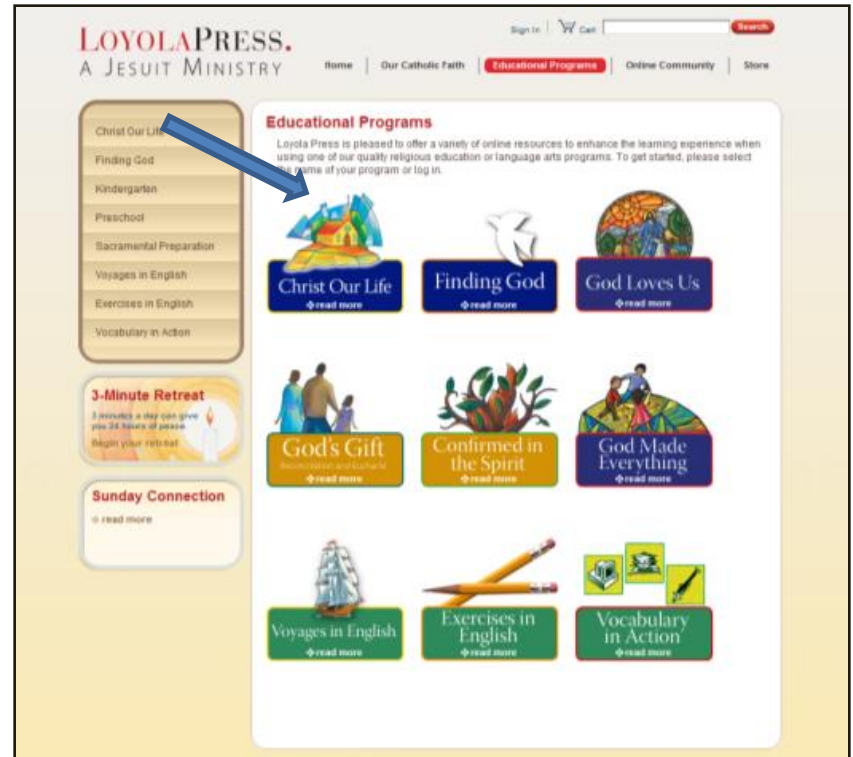 LOYOLAPRESS.
A JESUIT MINISTRY
Sign In | Cart Search
Home | Our Catholic Faith | Educational Programs | Online Community | Store
Christ Our Life
Finding God
Kindergarten
Preschool
Sacramental Preparation
Voyages in English
Exercises in English
Vocabulary in Action
3-Minute Retreat
3 minutes a day can give
you 24 hours of peace
Begin your retreat
Sunday Connection
read more
Educational Programs
Loyola Press is pleased to offer a variety of online resources to enhance the learning experience when
using one of our quality religious education or language arts programs. To get started, please select
the name of your program or log in.
Christ Our Life
read more
Finding God
read more
God Loves Us
read more
God's Gift
Reconciliation and Eucharist
read more
Confirmed in
the Spirit
read more
God Made
Everything
read more
Voyages in English
read more
Exercises in
English
read more
Vocabulary
in Action
read more